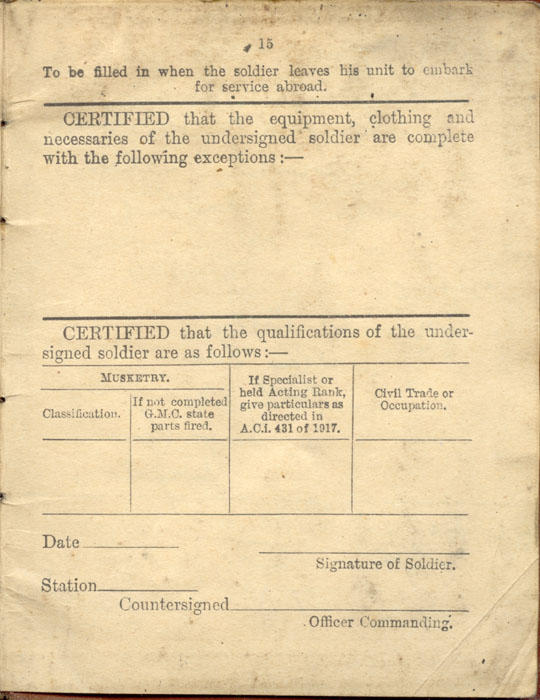 15
To be filled in when the soldier leaves his unit to embark
for service abroad.
CERTIFIED that the equipment, clothing and
necessaries of the undersigned soldier are complete
with the following exceptions :—
CERTIFIED that the qualifications of the under-
signed soldier are as follows :—
MUSKETRY.
Classification.
If not completed
G.M.C. state
parts fired.
If Specialist or
held Acting Rank,
give particulars as
directed in
A.C.i. 431 of 1917.
Civil Trade or
Occupation.
Date
Signature of Soldier.
Station
Countersigned
Officer Commanding.